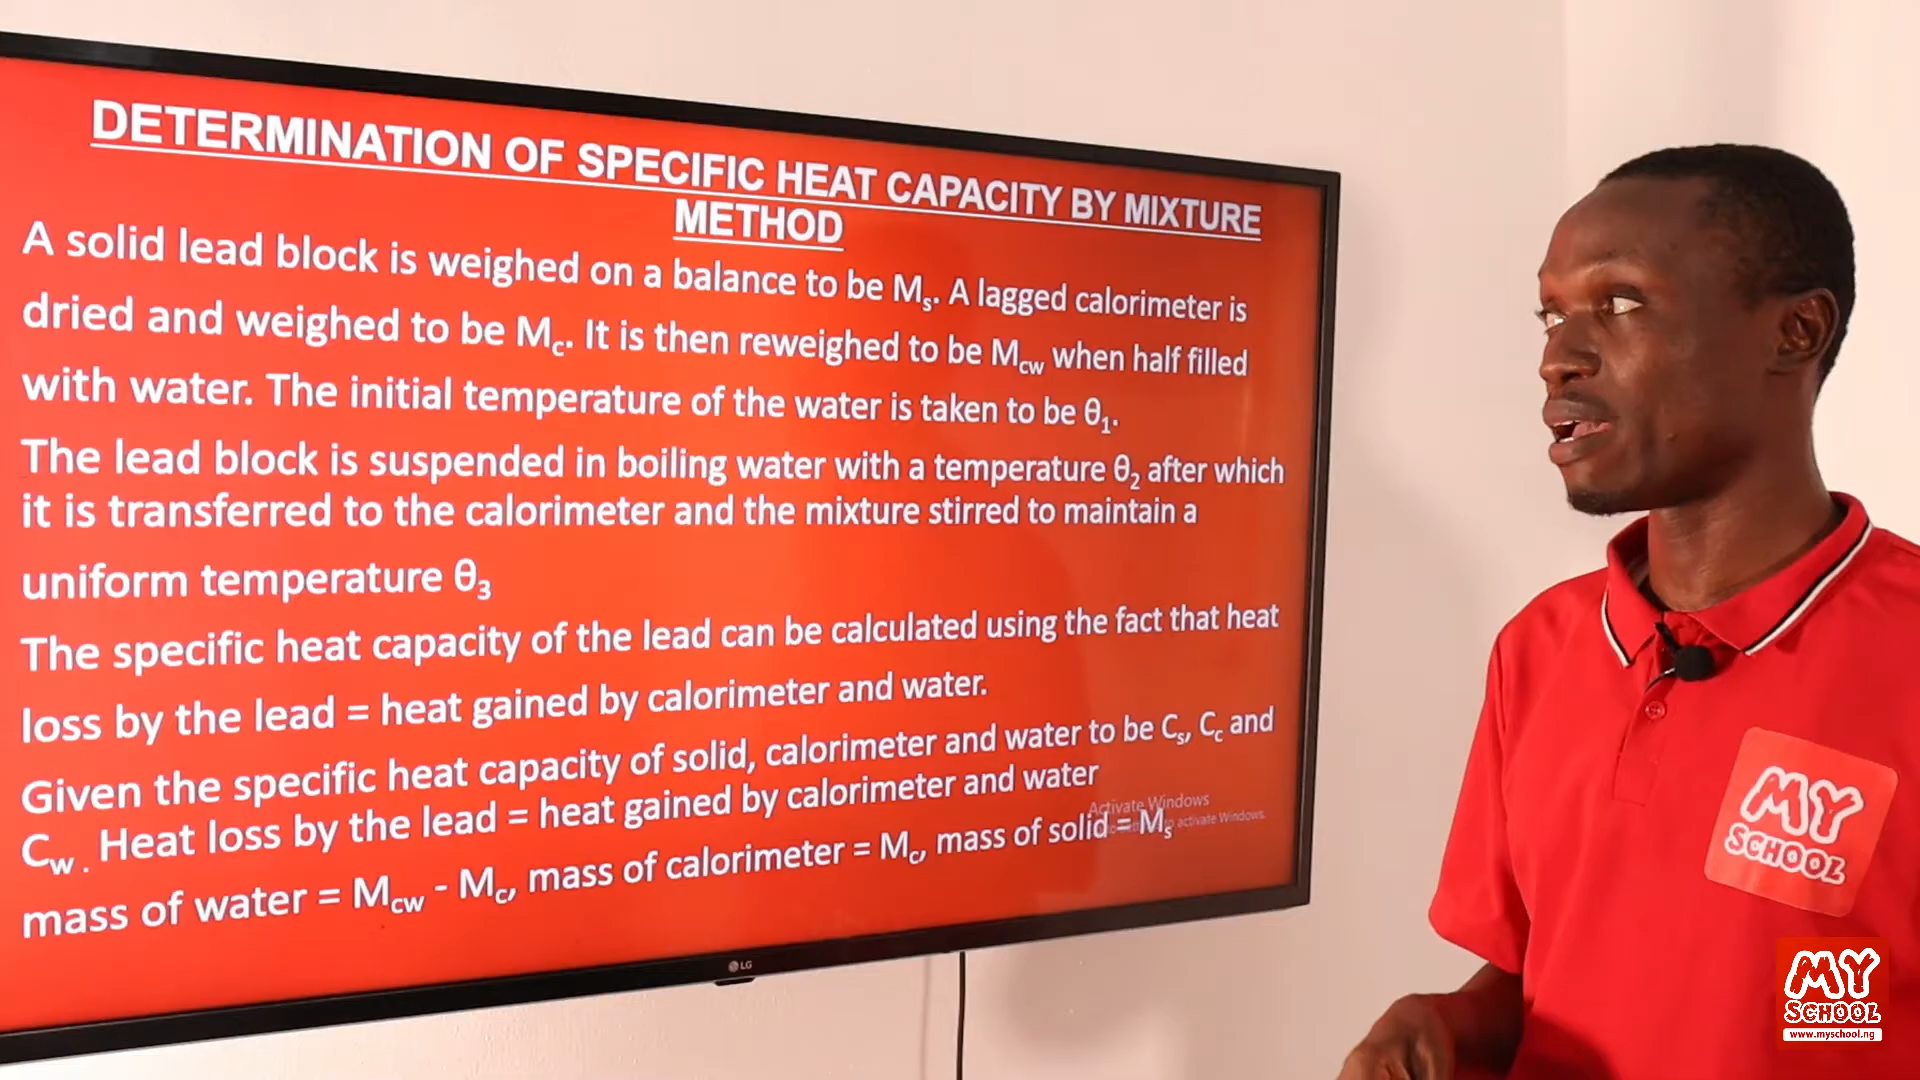 DETERMINATION OF SPECIFIC HEAT CAPACITY BY MIXTURE
METHOD
A solid lead block is weighed on a balance to be Ms. A lagged calorimeter is
dried and weighed to be Mc. It is then reweighed to be Mcw when half filled
with water. The initial temperature of the water is taken to be θ1.
The lead block is suspended in boiling water with a temperature θ2 after which
it is transferred to the calorimeter and the mixture stirred to maintain a
uniform temperature θ3
The specific heat capacity of the lead can be calculated using the fact that heat
loss by the lead = heat gained by calorimeter and water.
Given the specific heat capacity of solid, calorimeter and water to be Cs, Cc and
Cw . Heat loss by the lead = heat gained by calorimeter and water
mass of water = Mcw - Mc, mass of calorimeter = Mc, mass of solid = Ms
Activate Windows
to activate Windows.
LG
MY
SCHOOL
MY
SCHOOL
www.myschool.ng